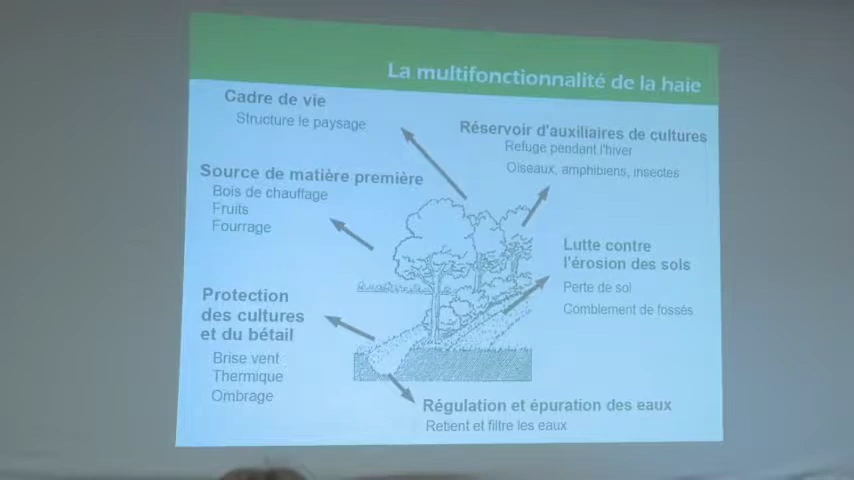 La multifonctionnalité de la haie
Cadre de vie
Structure le paysage
Réservoir d'auxiliaires de cultures
Refuge pendant l'hiver
Oiseaux, amphibiens, insectes
Source de matière première
Bois de chauffage
Fruits
Fourrage
Lutte contre
l'érosion des sols
Perte de sol
Comblement de fossés
Protection
des cultures
et du bétail
Brise vent
Thermique
Ombrage
Régulation et épuration des eaux
Retient et filtre les eaux